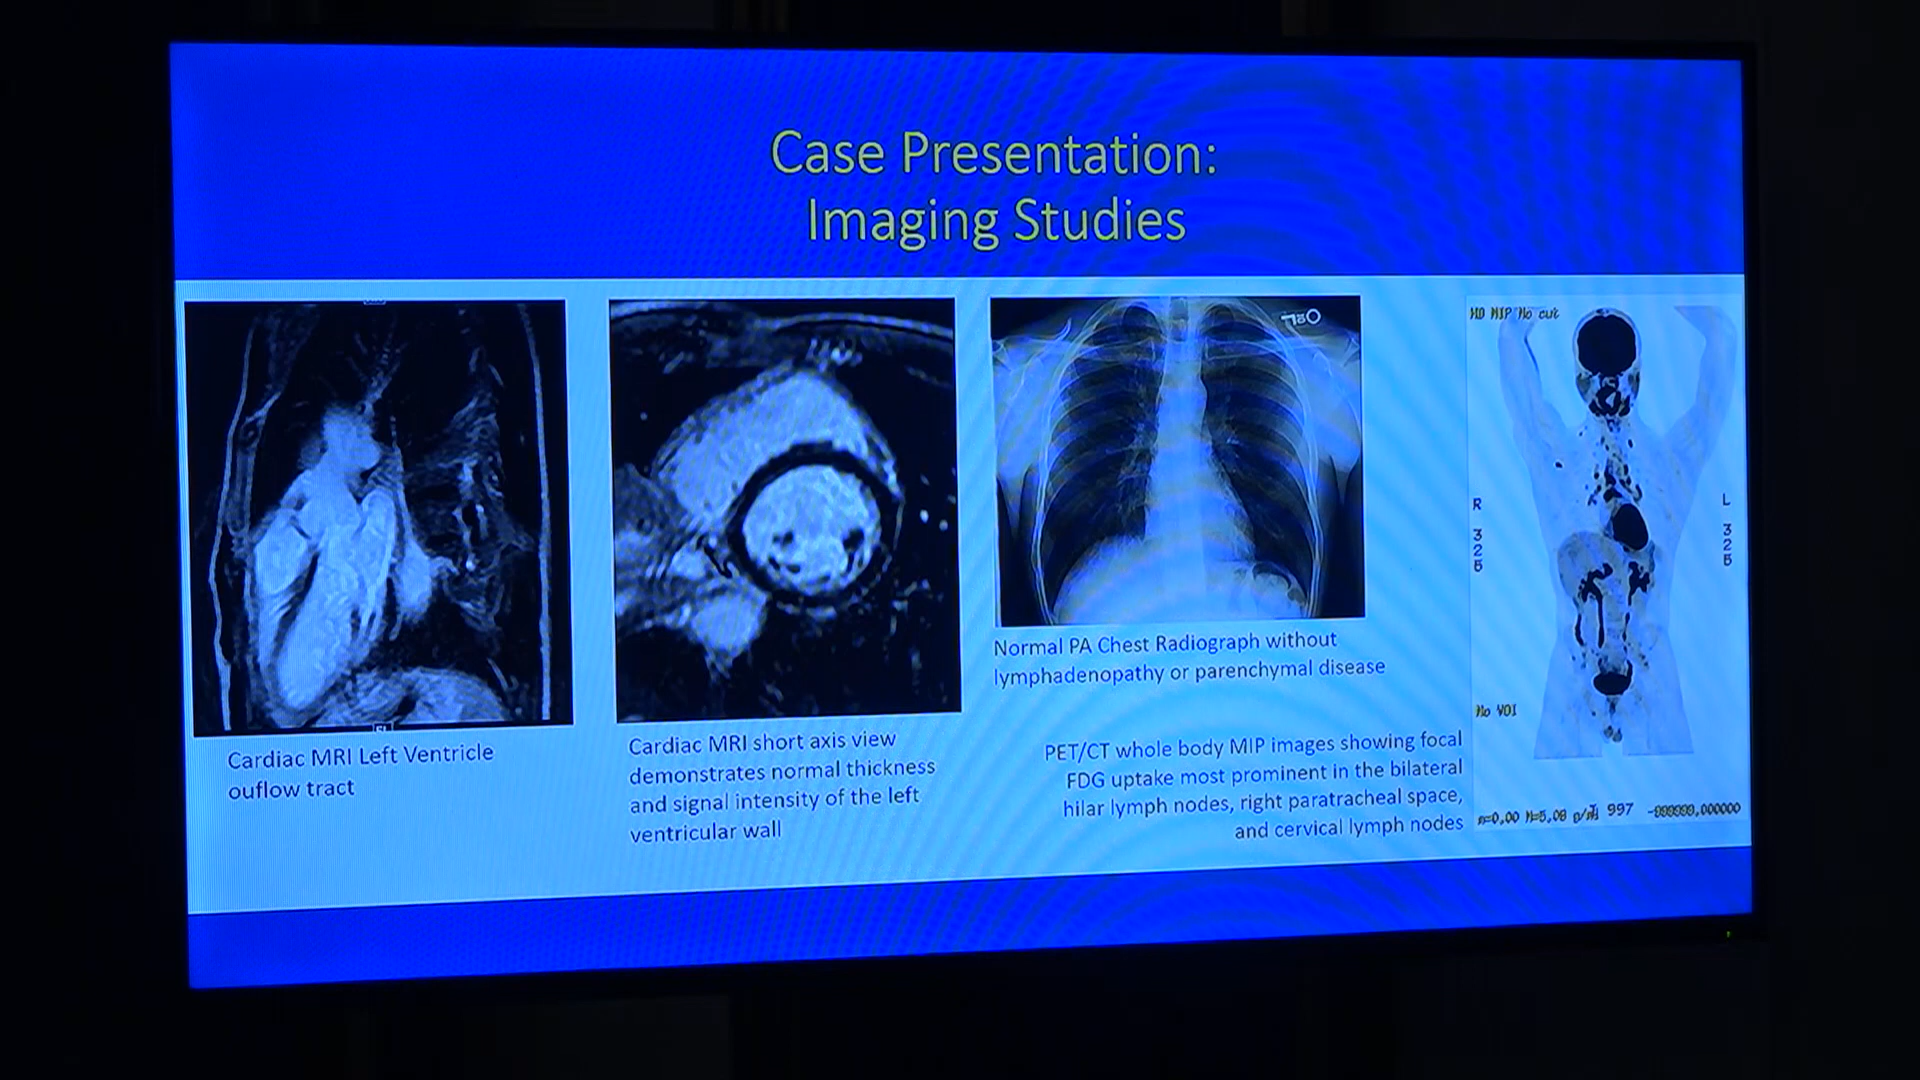 Case Presentation:
Imaging Studies
Cardiac MRI Left Ventricle
ouflow tract
Cardiac MRI short axis view
demonstrates normal thickness
and signal intensity of the left
ventricular wall
Normal PA Chest Radiograph without
lymphadenopathy or parenchymal disease
PET/CT whole body MIP images showing focal
FDG uptake most prominent in the bilateral
hilar lymph nodes, right paratracheal space,
and cervical lymph nodes
MIP No cut
R
325
L
325
No VOI
997